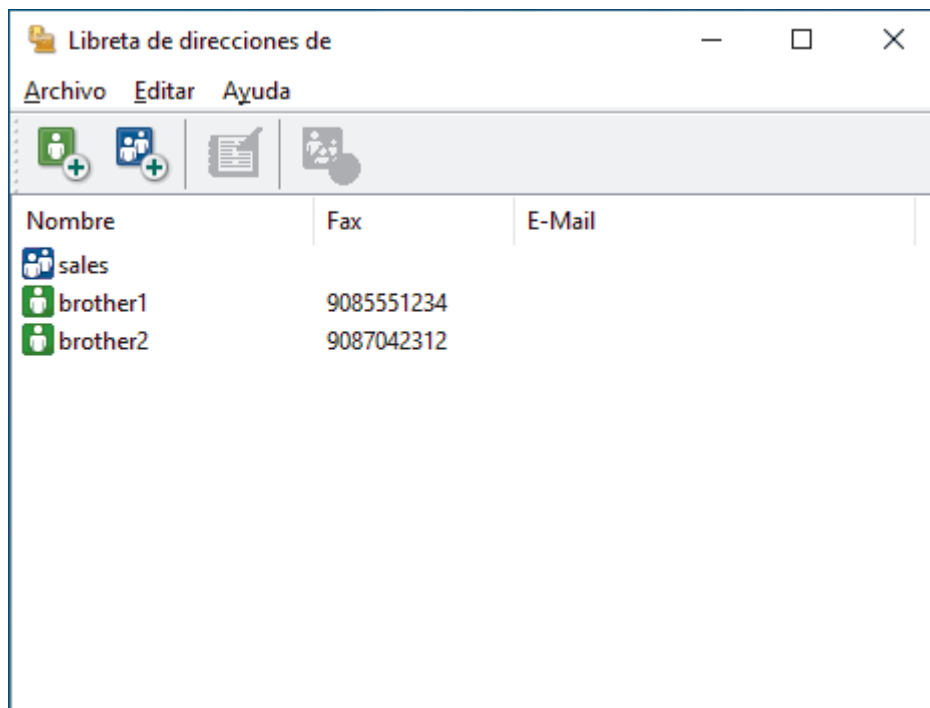 Libreta de direcciones de
Archivo Editar Ayuda
Nombre Fax E-Mail
sales
brother1 9085551234
brother2 9087042312